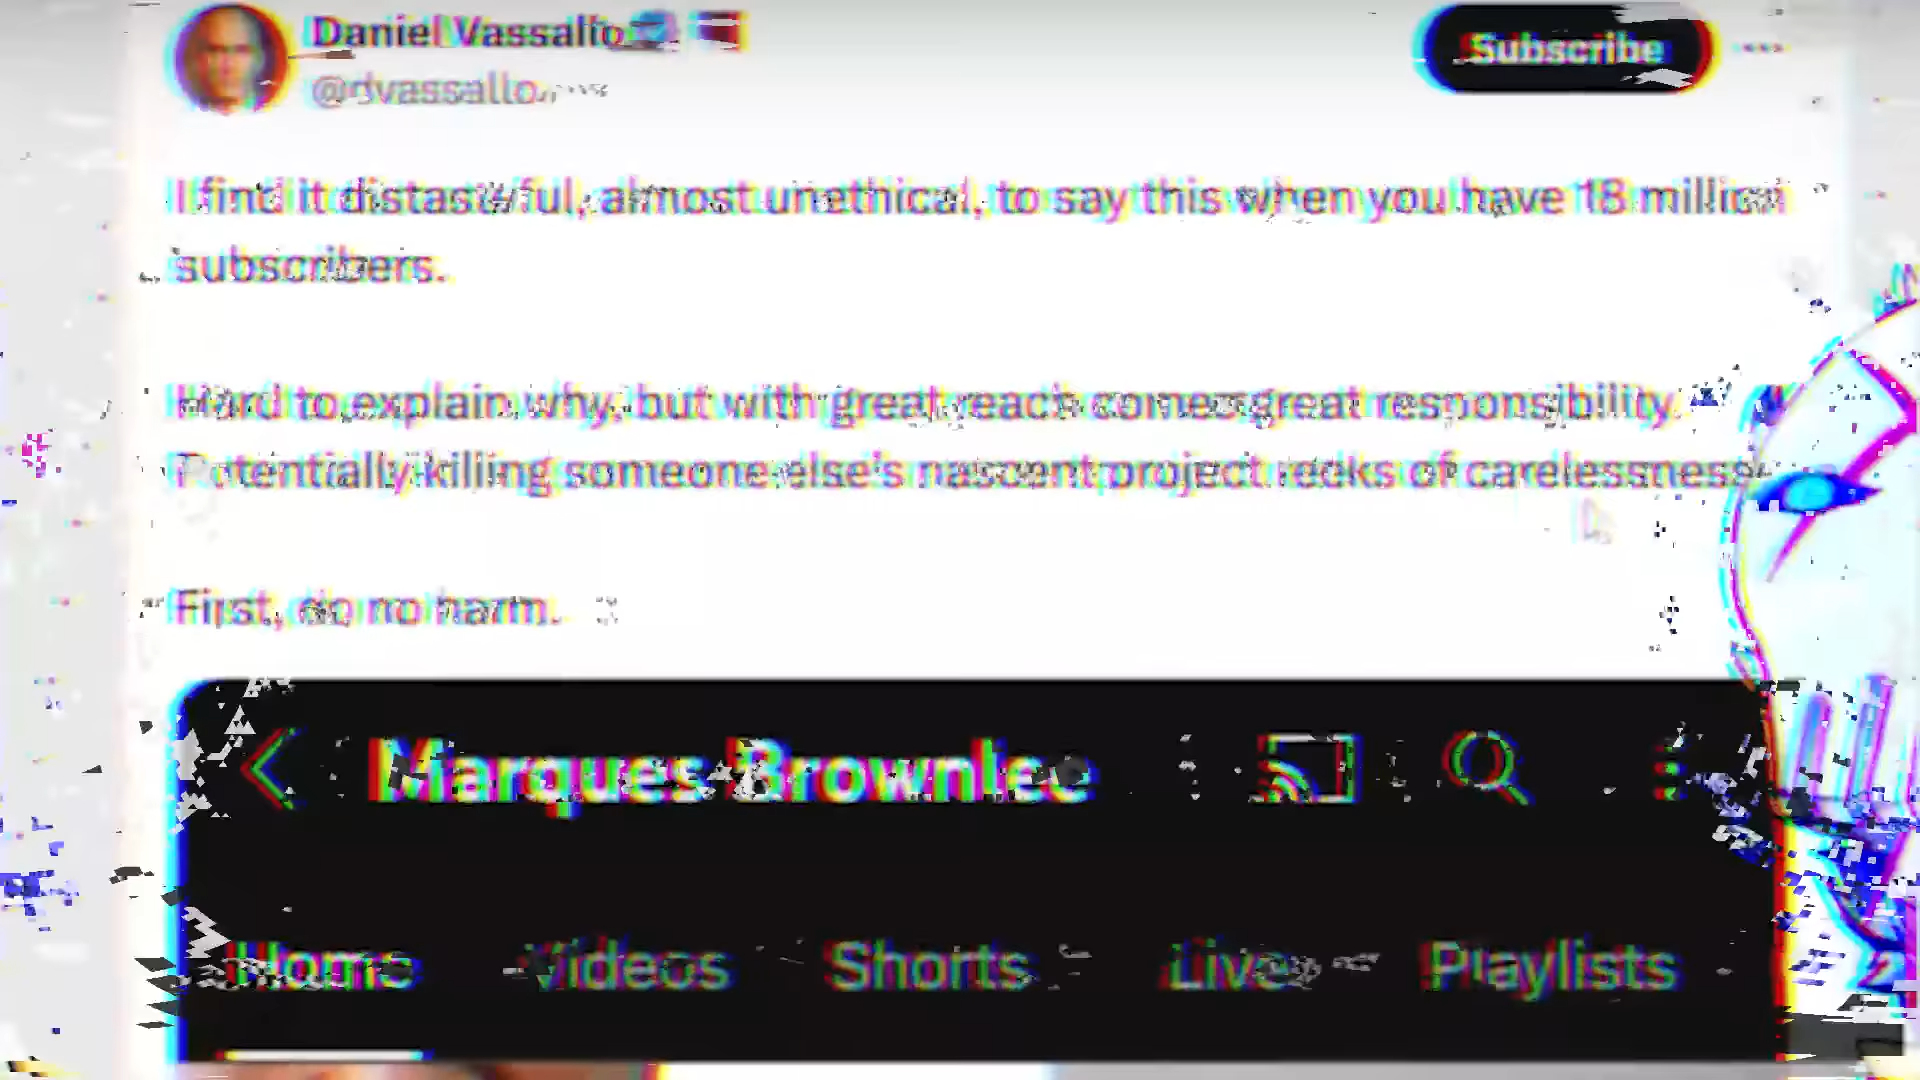 Daniel Vassallo
@dvassallo
Subscribe
I find it distasteful, almost unethical, to say this when you have 18 million
subscribers.
Hard to explain why, but with great reach comes great responsibility.
Potentially killing someone else's nascent project reeks of carelessness.
First, do no harm.
Marques Brownlee
Home Videos Shorts Live Playlists